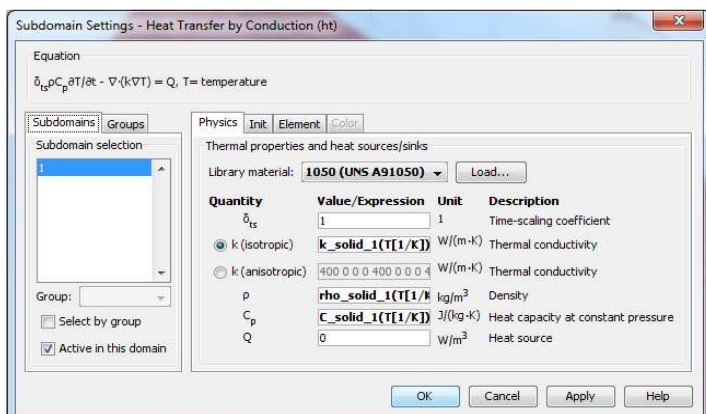 Subdomain Settings - Heat Transfer by Conduction (ht)
Equation
δtsρCp∂T/∂t - ∇·(k∇T) = Q, T= temperature
Subdomains Groups
Subdomain selection
1
Group:
Select by group
Active in this domain
Physics Init Element Color
Thermal properties and heat sources/sinks
Library material: 1050 (UNS A91050) Load...
Quantity Value/Expression Unit Description
δts 1 1 Time-scaling coefficient
k (isotropic) k_solid_1(T[1/K]) W/(m·K) Thermal conductivity
k (anisotropic) 400 0 0 0 400 0 0 0 4 W/(m·K) Thermal conductivity
ρ rho_solid_1(T[1/K kg/m³ Density
Cp C_solid_1(T[1/K]) J/(kg·K) Heat capacity at constant pressure
Q 0 W/m³ Heat source
OK Cancel Apply Help